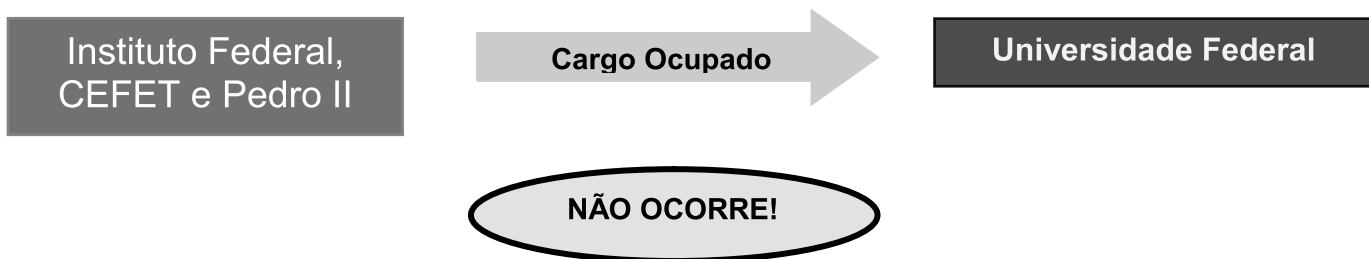 Instituto Federal,
CEFET e Pedro II
Cargo Ocupado
Universidade Federal
NÃO OCORRE!